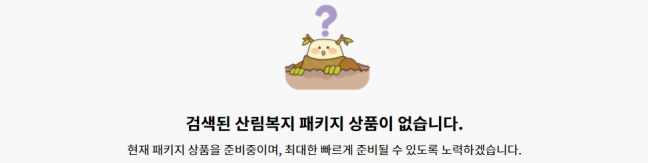 ?
검색된 산림복지 패키지 상품이 없습니다.
현재 패키지 상품을 준비중이며, 최대한 빠르게 준비될 수 있도록 노력하겠습니다.